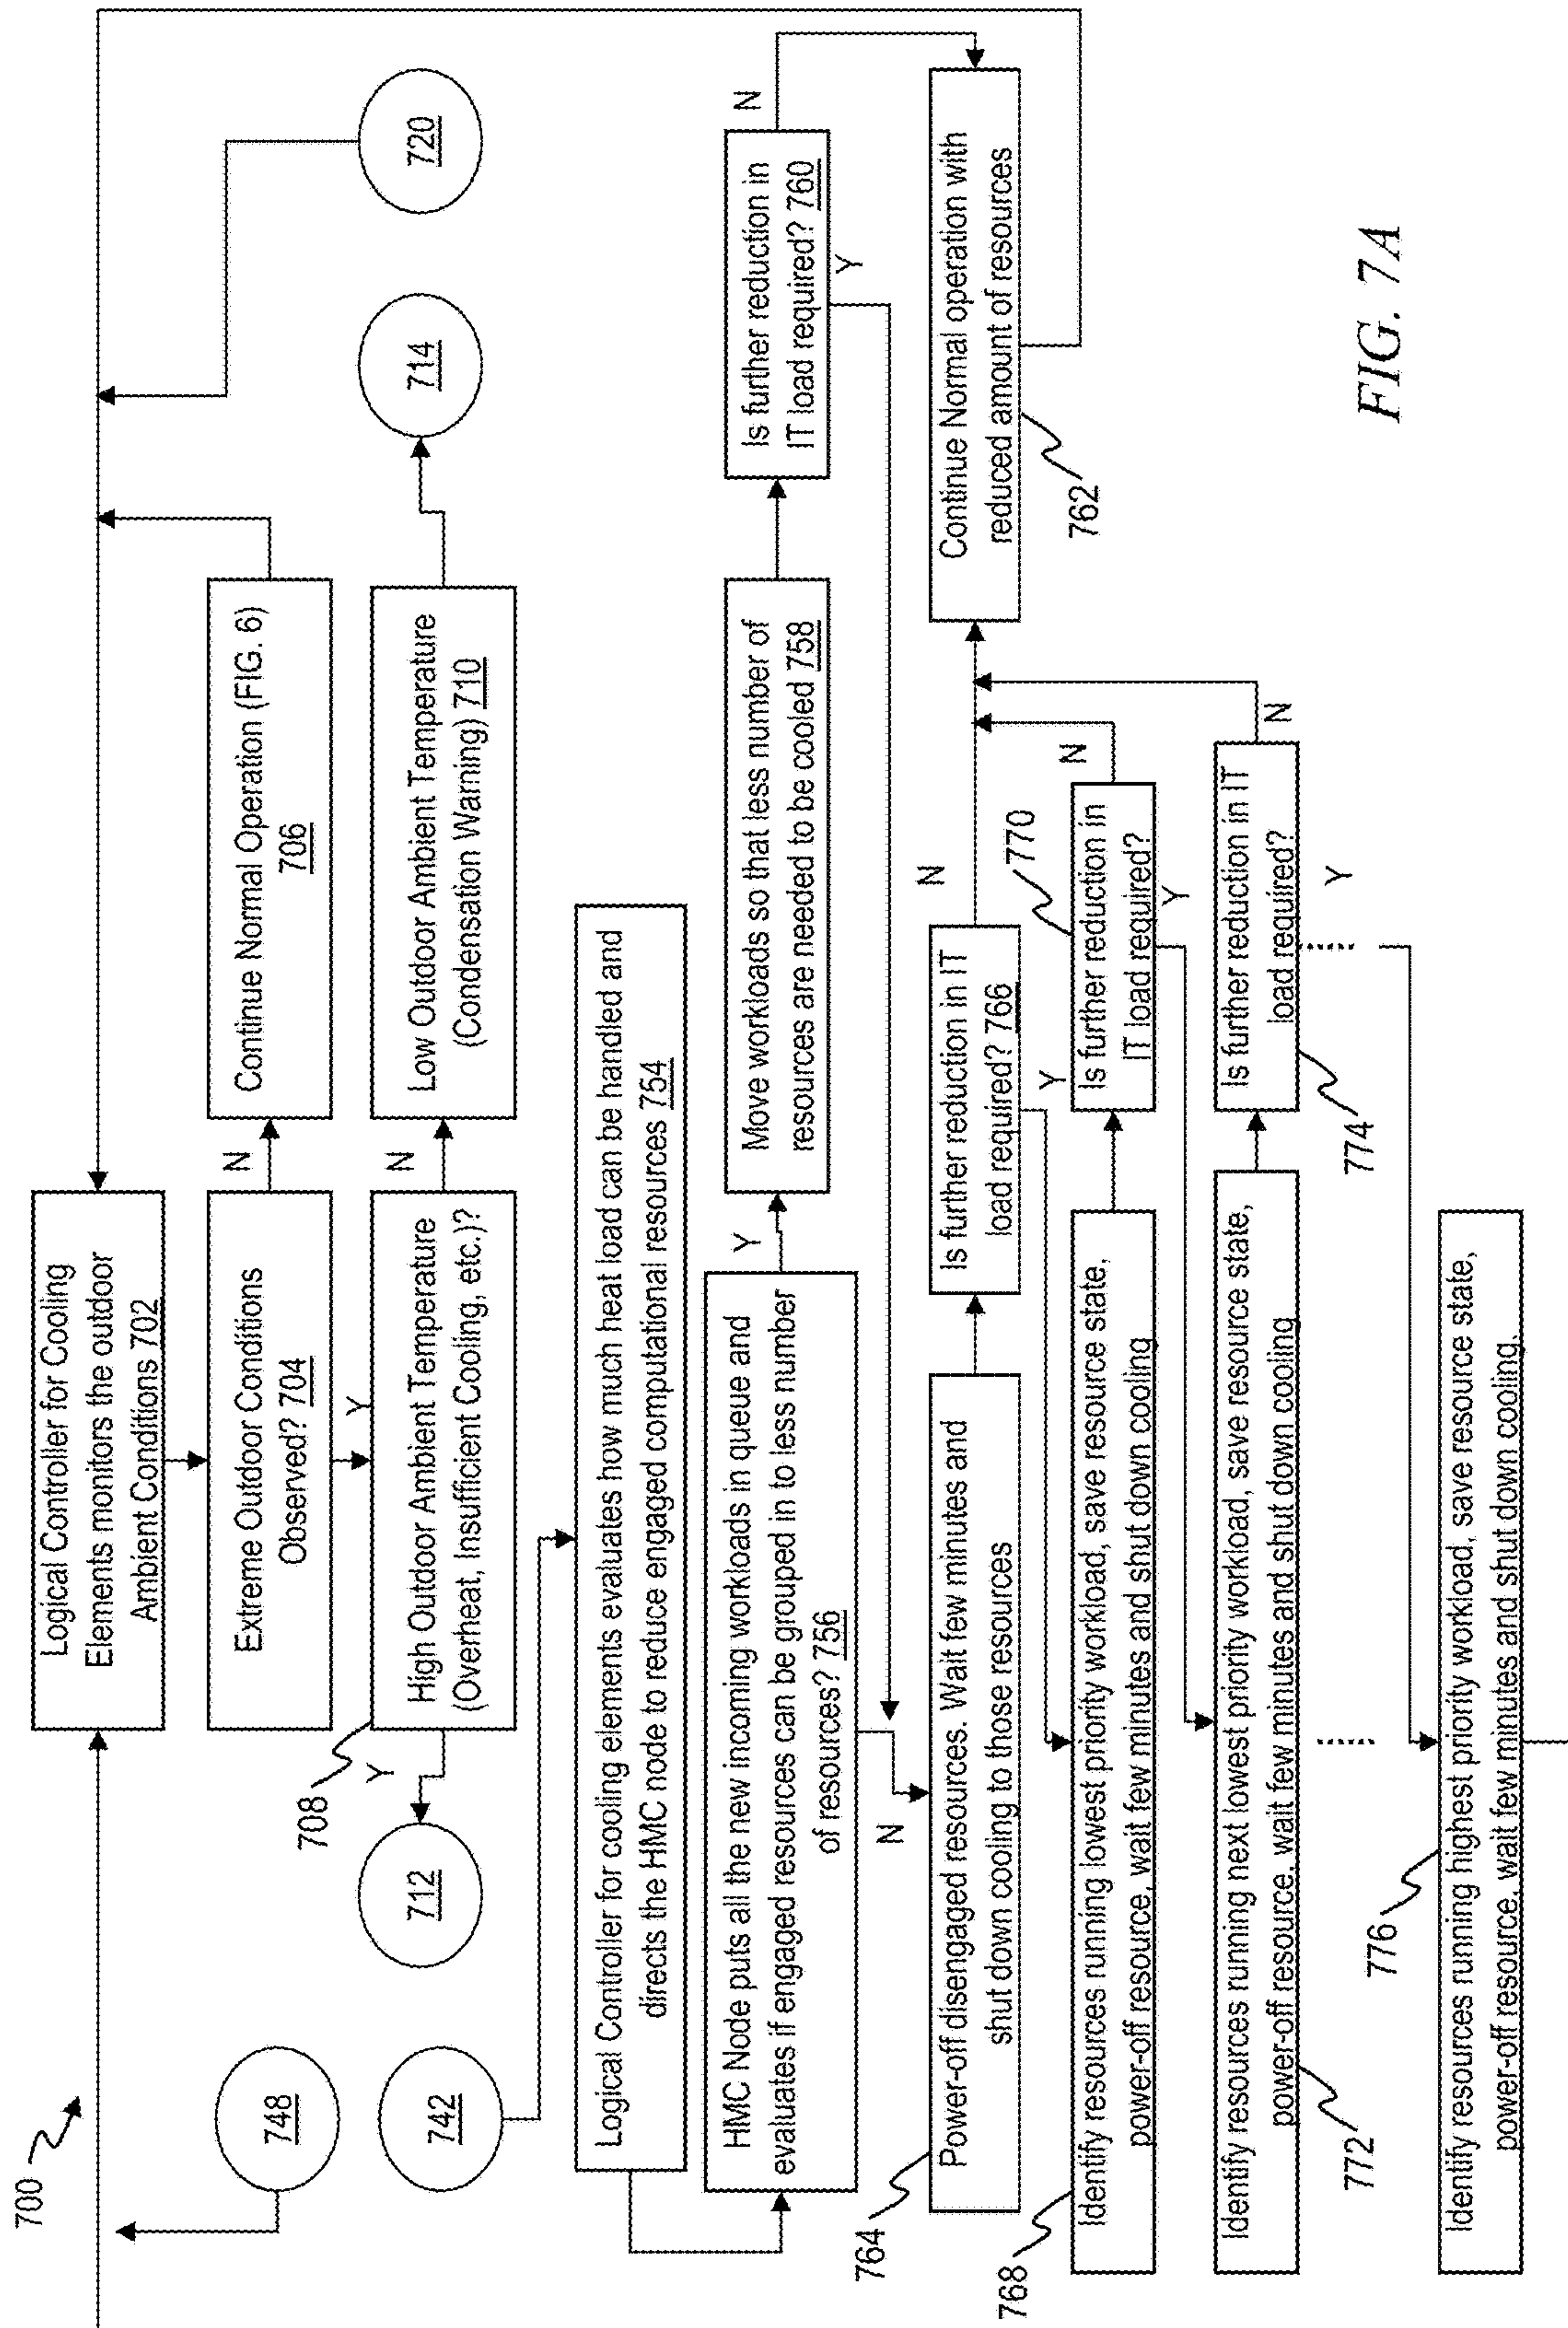 700
Logical Controller for Cooling
Elements monitors the outdoor
Ambient Conditions 702
748
Extreme Outdoor Conditions
Observed? 704
N
Continue Normal Operation (FIG. 6)
706
Y
742
712
Y
708
High Outdoor Ambient Temperature
(Overheat, Insufficient Cooling, etc.)?
N
Low Outdoor Ambient Temperature
(Condensation Warning) 710
714
720
Logical Controller for cooling elements evaluates how much heat load can be handled and
directs the HMC node to reduce engaged computational resources 754
HMC Node puts all the new incoming workloads in queue and
evaluates if engaged resources can be grouped in to less number
of resources? 756
Y
Move workloads so that less number of
resources are needed to be cooled 758
Is further reduction in
IT load required? 760
N
Y
N
764
Power-off disengaged resources. Wait few minutes and
shut down cooling to those resources
Is further reduction in IT
load required? 766
N
Continue Normal operation with
reduced amount of resources
762
Y
768
Identify resources running lowest priority workload, save resource state,
power-off resource, wait few minutes and shut down cooling
770
Is further reduction in
IT load required?
N
Y
772
Identify resources running next lowest priority workload, save resource state,
power-off resource, wait few minutes and shut down cooling
774
Is further reduction in IT
load required?
N
Y
776
Identify resources running highest priority workload, save resource state,
power-off resource, wait few minutes and shut down cooling.
FIG. 7A